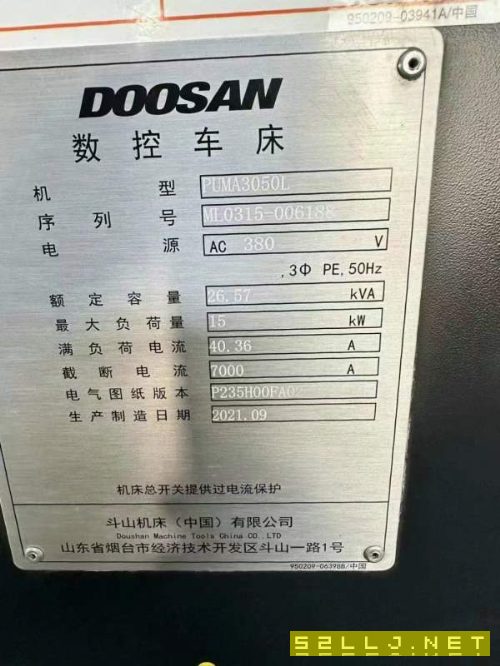 950209-03941A/中国
DOOSAN
数控车床
机型 PUMA3050L
序列号 ML0315-006188
电源 AC 380 V
,3Φ PE,50Hz
额定容量 26.57 kVA
最大负荷量 15 kW
满负荷电流 40.36 A
截断电流 7000 A
电气图纸版本 P235H00FA0
生产制造日期 2021.09
机床总开关提供过电流保护
斗山机床（中国）有限公司
Doushan Machine Tools China CO., LTD
山东省烟台市经济技术开发区斗山一路1号
950209-06398B/中国
52LLJ.NET